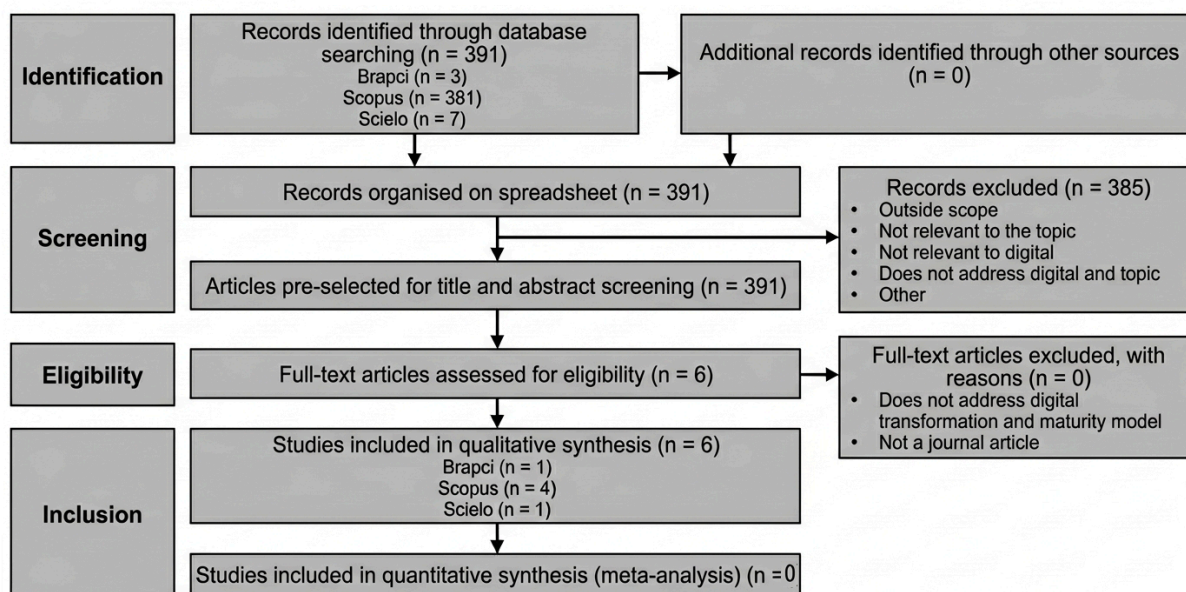 Identification
Records identified through database
searching (n = 391)
Brapci (n = 3)
Scopus (n = 381)
Scielo (n = 7)
Additional records identified through other sources
(n = 0)
Screening
Records organised on spreadsheet (n = 391)
Records excluded (n = 385)
• Outside scope
• Not relevant to the topic
• Not relevant to digital
• Does not address digital and topic
• Other
Articles pre-selected for title and abstract screening (n = 391)
Eligibility
Full-text articles assessed for eligibility (n = 6)
Full-text articles excluded, with
reasons (n = 0)
• Does not address digital
transformation and maturity model
• Not a journal article
Inclusion
Studies included in qualitative synthesis (n = 6)
Brapci (n = 1)
Scopus (n = 4)
Scielo (n = 1)
Studies included in quantitative synthesis (meta-analysis) (n =0)